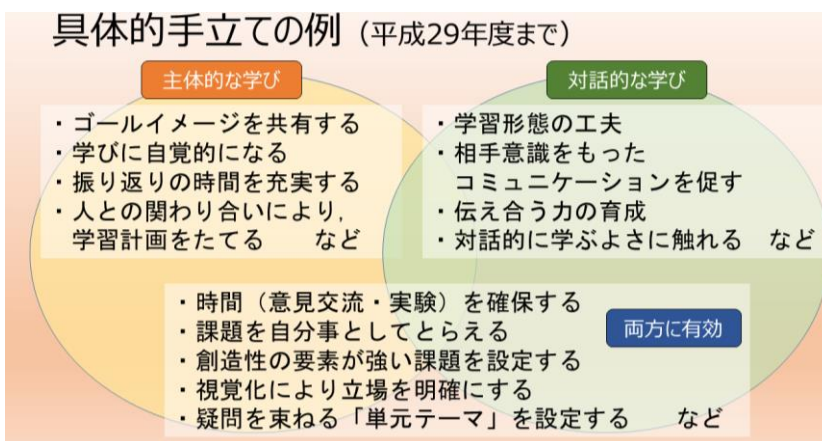 具体的手立ての例（平成29年度まで）
主体的な学び
・ゴールイメージを共有する
・学びに自覚的になる
・振り返りの時間を充実する
・人との関わり合いにより，
学習計画をたてる　　など
対話的な学び
・学習形態の工夫
・相手意識をもった
コミュニケーションを促す
・伝え合う力の育成
・対話的に学ぶよさに触れる　など
両方に有効
・時間（意見交流・実験）を確保する
・課題を自分事としてとらえる
・創造性の要素が強い課題を設定する
・視覚化により立場を明確にする
・疑問を束ねる「単元テーマ」を設定する　　など